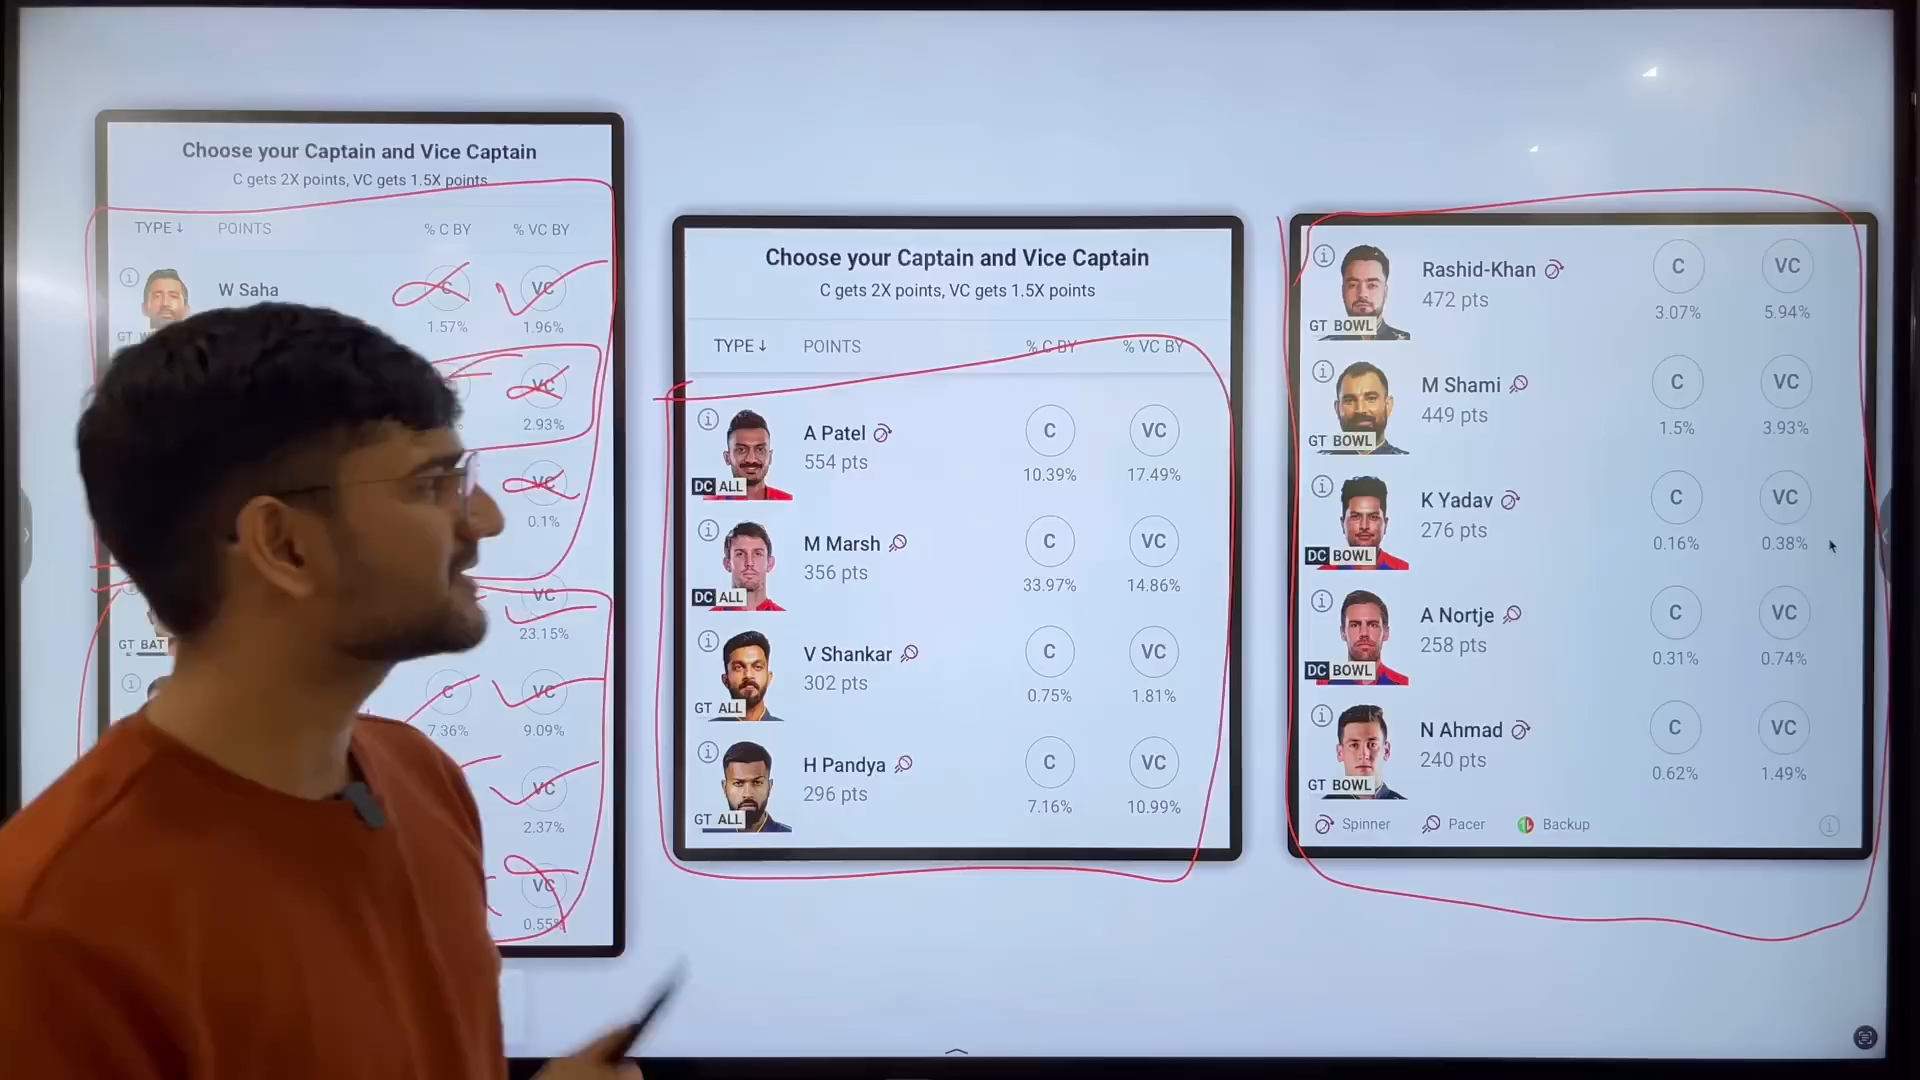 Choose your Captain and Vice Captain
C gets 2X points, VC gets 1.5X points
TYPE↓ POINTS % C BY % VC BY
W Saha C VC
1.57% 1.96%
GT
VC
2.93%
VC
0.1%
VC
23.15%
GT BAT
C VC
7.36% 9.09%
VC
2.37%
VC
0.55%
Choose your Captain and Vice Captain
C gets 2X points, VC gets 1.5X points
TYPE↓ POINTS % C BY % VC BY
A Patel C VC
554 pts
10.39% 17.49%
DC ALL
M Marsh C VC
356 pts
33.97% 14.86%
DC ALL
V Shankar C VC
302 pts
0.75% 1.81%
GT ALL
H Pandya C VC
296 pts
7.16% 10.99%
GT ALL
Rashid-Khan C VC
472 pts
3.07% 5.94%
GT BOWL
M Shami C VC
449 pts
1.5% 3.93%
GT BOWL
K Yadav C VC
276 pts
0.16% 0.38%
DC BOWL
A Nortje C VC
258 pts
0.31% 0.74%
DC BOWL
N Ahmad C VC
240 pts
0.62% 1.49%
GT BOWL
Spinner Pacer Backup